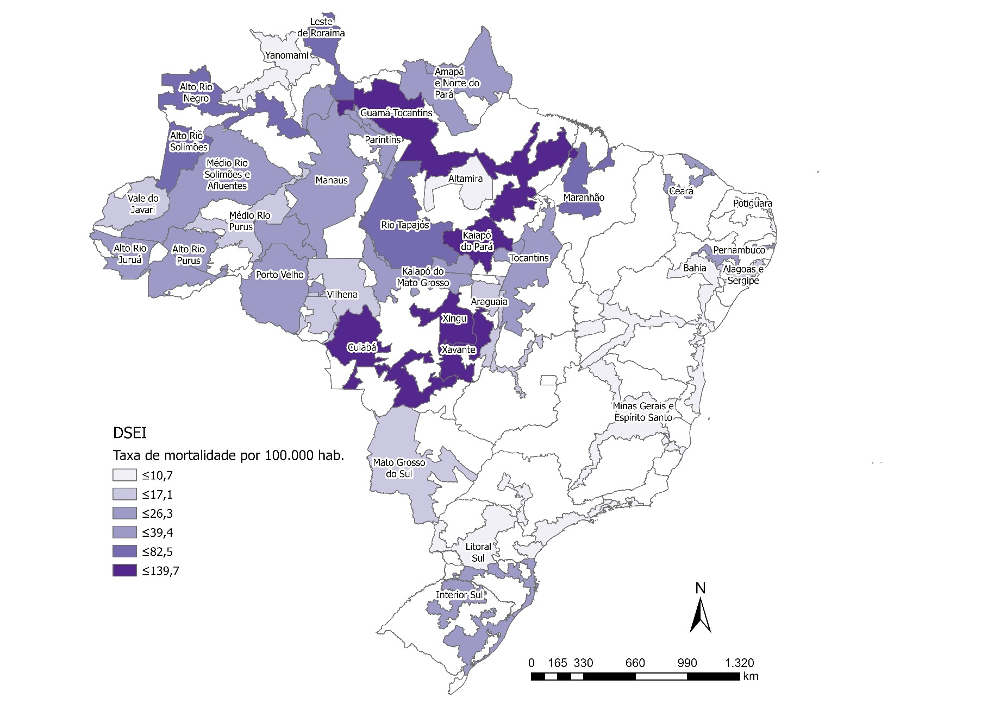 Leste
de Roraima
Yanomami
Amapá
e Norte do
Pará
Alto Rio
Negro
Guamá-Tocantins
Alto Rio
Solimões
Parintins
Médio Rio
Solimões e
Afluentes
Manaus
Altamira
Maranhão
Ceará
Vale do
Javari
Potiguara
Médio Rio
Purus
Rio Tapajós
Kaiapó
do Pará
Alto Rio
Juruá
Alto Rio
Purus
Tocantins
Pernambuco
Porto Velho
Kaiapó do
Mato Grosso
Bahia
Alagoas e
Sergipe
Vilhena
Araguaia
Xingu
Cuiabá
Xavante
Minas Gerais e
Espírito Santo
DSEI
Taxa de mortalidade por 100.000 hab.
≤10,7
≤17,1
≤26,3
≤39,4
≤82,5
≤139,7
Mato Grosso
do Sul
Litoral
Sul
Interior Sul
N
0 165 330 660 990 1.320
km